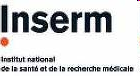 Inserm
Institut national
de la santé et de la recherche médicale